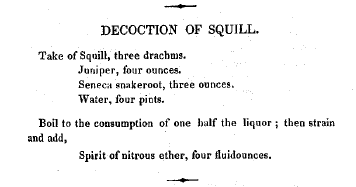 DECOCTION OF SQUILL.
Take of Squill, three drachms.
Juniper, four ounces.
Seneca snakeroot, three ounces.
Water, four pints.
Boil to the consumption of one half the liquor; then strain
and add,
Spirit of nitrous ether, four fluidounces.